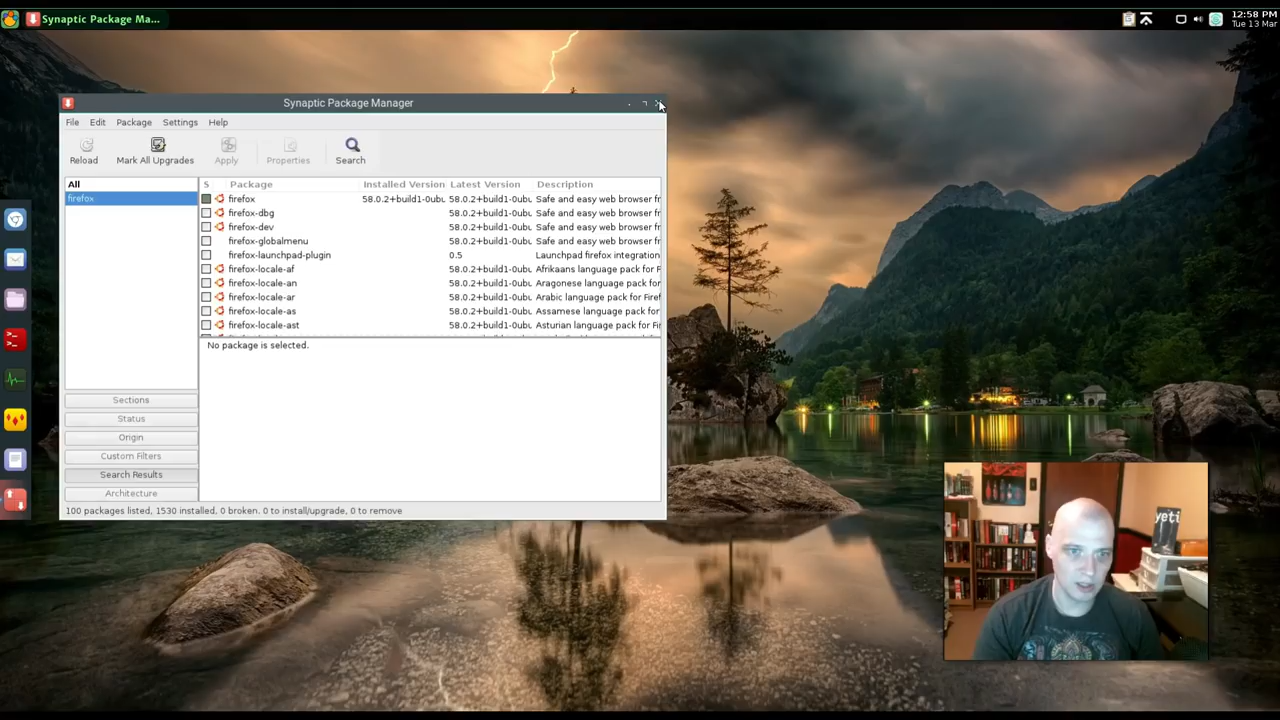 Synaptic Package Ma...
12:58 PM
Tue 13 Mar
Synaptic Package Manager
File Edit Package Settings Help
Reload Mark All Upgrades Apply Properties Search
All
firefox
S Package Installed Version Latest Version Description
firefox 58.0.2+build1-0ubu 58.0.2+build1-0ubu Safe and easy web browser fr
firefox-dbg 58.0.2+build1-0ubu Safe and easy web browser fr
firefox-dev 58.0.2+build1-0ubu Safe and easy web browser fr
firefox-globalmenu 58.0.2+build1-0ubu Safe and easy web browser fr
firefox-launchpad-plugin 0.5 Launchpad firefox integration
firefox-locale-af 58.0.2+build1-0ubu Afrikaans language pack for F
firefox-locale-an 58.0.2+build1-0ubu Aragonese language pack for
firefox-locale-ar 58.0.2+build1-0ubu Arabic language pack for Firef
firefox-locale-as 58.0.2+build1-0ubu Assamese language pack for
firefox-locale-ast 58.0.2+build1-0ubu Asturian language pack for Fi
No package is selected.
Sections
Status
Origin
Custom Filters
Search Results
Architecture
100 packages listed, 1530 installed, 0 broken. 0 to install/upgrade, 0 to remove
yeti